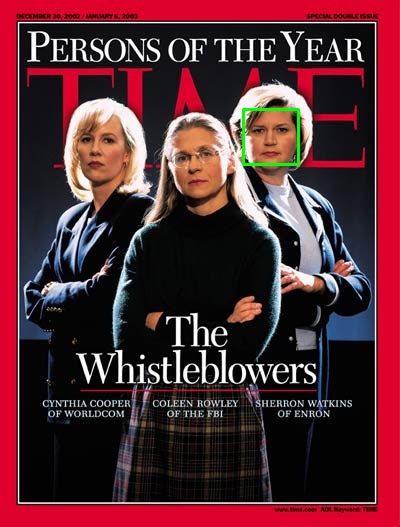 DECEMBER 30, 2002 / JANUARY 6, 2003 SPECIAL DOUBLE ISSUE
PERSONS OF THE YEAR
TIME
The
Whistleblowers
CYNTHIA COOPER OF WORLDCOM
COLEEN ROWLEY OF THE FBI
SHERRON WATKINS OF ENRON
www.time.com AOL Keyword: TIME